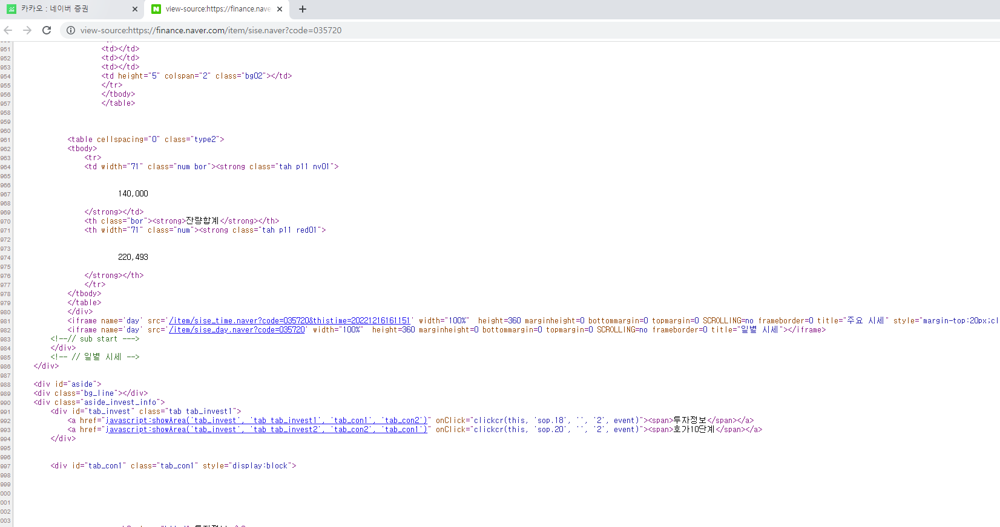 카카오 : 네이버 증권
view-source:https://finance.nave
view-source:https://finance.naver.com/item/sise.naver?code=035720
951 <td></td>
952 <td></td>
953 <td></td>
954 <td height="5" colspan="2" class="bg02"></td>
955 </tr>
956 </tbody>
957 </table>
958
959
960
961 <table cellspacing="0" class="type2">
962 <tbody>
963 <tr>
964 <td width="71" class="num bor"><strong class="tah p11 nv01">
965
966
967 140,000
968
969 </strong></td>
970 <th class="bor"><strong>잔량합계</strong></th>
971 <th width="71" class="num"><strong class="tah p11 red01">
972
973
974 220,493
975
976 </strong></th>
977 </tr>
978 </tbody>
979 </table>
980 </div>
981 <iframe name='day' src='/item/sise_time.naver?code=035720&thistime=20221216161151' width="100%" height=360 marginheight=0 bottommargin=0 topmargin=0 SCROLLING=no frameborder=0 title="주요 시세" style="margin-top:20px;cl
982 <iframe name='day' src='/item/sise_day.naver?code=035720' width="100%" height=360 marginheight=0 bottommargin=0 topmargin=0 SCROLLING=no frameborder=0 title="일별 시세"></iframe>
983 <!--// sub start --->
984 </div>
985 <!-- // 일별 시세 -->
986 </div>
987
988 <div id="aside">
989 <div class="bg_line"></div>
990 <div class="aside_invest_info">
991 <div id="tab_invest" class="tab tab_invest1">
992 <a href="javascript:showArea('tab_invest', 'tab tab_invest1', 'tab_con1', 'tab_con2')" onClick="clickcr(this, 'sop.18', '', '2', event)"><span>투자정보</span></a>
993 <a href="javascript:showArea('tab_invest', 'tab tab_invest2', 'tab_con2', 'tab_con1')" onClick="clickcr(this, 'sop.20', '', '2', event)"><span>호가10단계</span></a>
994 </div>
995
996
997 <div id="tab_con1" class="tab_con1" style="display:block">
998
999
000
001
002
003